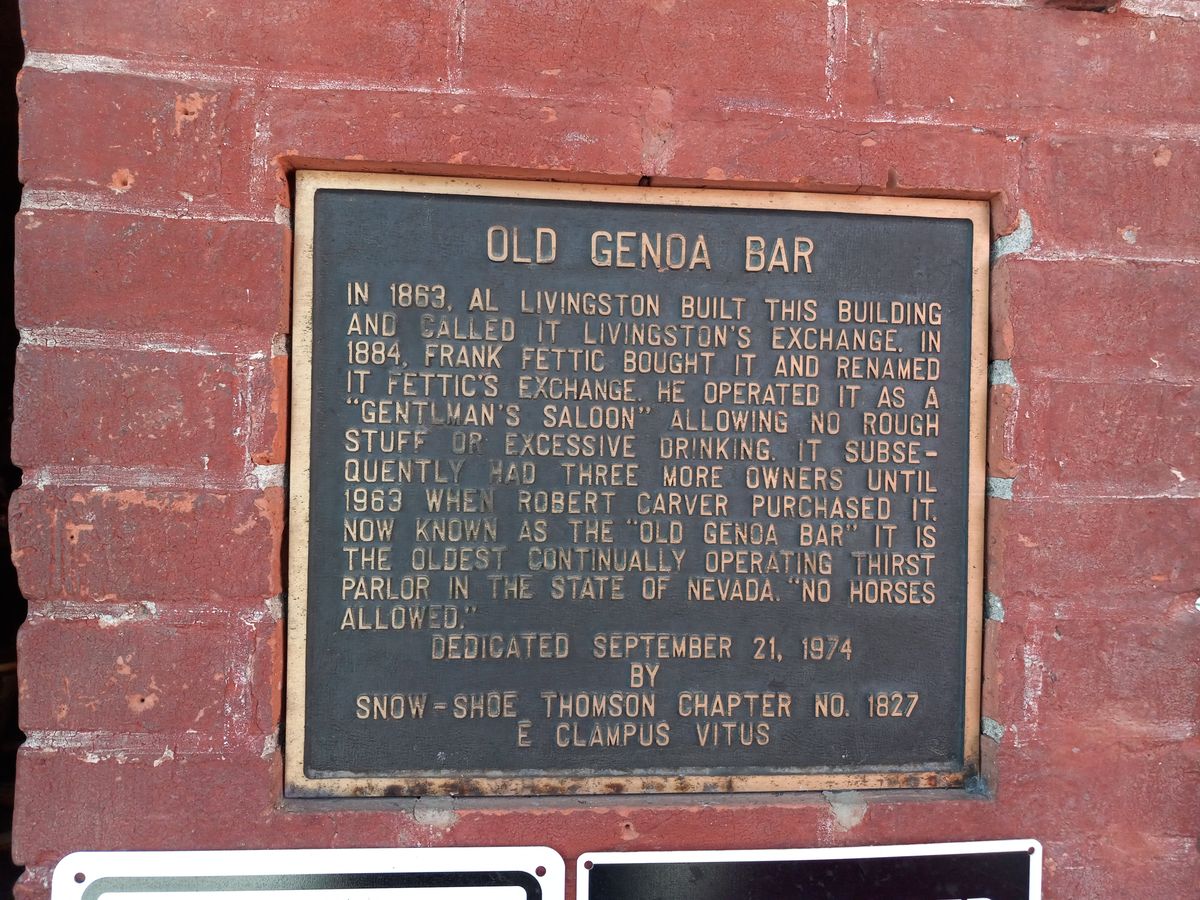 OLD GENOA BAR
IN 1863, AL LIVINGSTON BUILT THIS BUILDING
AND CALLED IT LIVINGSTON'S EXCHANGE. IN
1884, FRANK FETTIC BOUGHT IT AND RENAMED
IT FETTIC'S EXCHANGE. HE OPERATED IT AS A
"GENTLMAN'S SALOON" ALLOWING NO ROUGH
STUFF OR EXCESSIVE DRINKING. IT SUBSE-
QUENTLY HAD THREE MORE OWNERS UNTIL
1963 WHEN ROBERT CARVER PURCHASED IT.
NOW KNOWN AS THE "OLD GENOA BAR" IT IS
THE OLDEST CONTINUALLY OPERATING THIRST
PARLOR IN THE STATE OF NEVADA. "NO HORSES
ALLOWED."
DEDICATED SEPTEMBER 21, 1974
BY
SNOW-SHOE THOMSON CHAPTER NO. 1827
E CLAMPUS VITUS